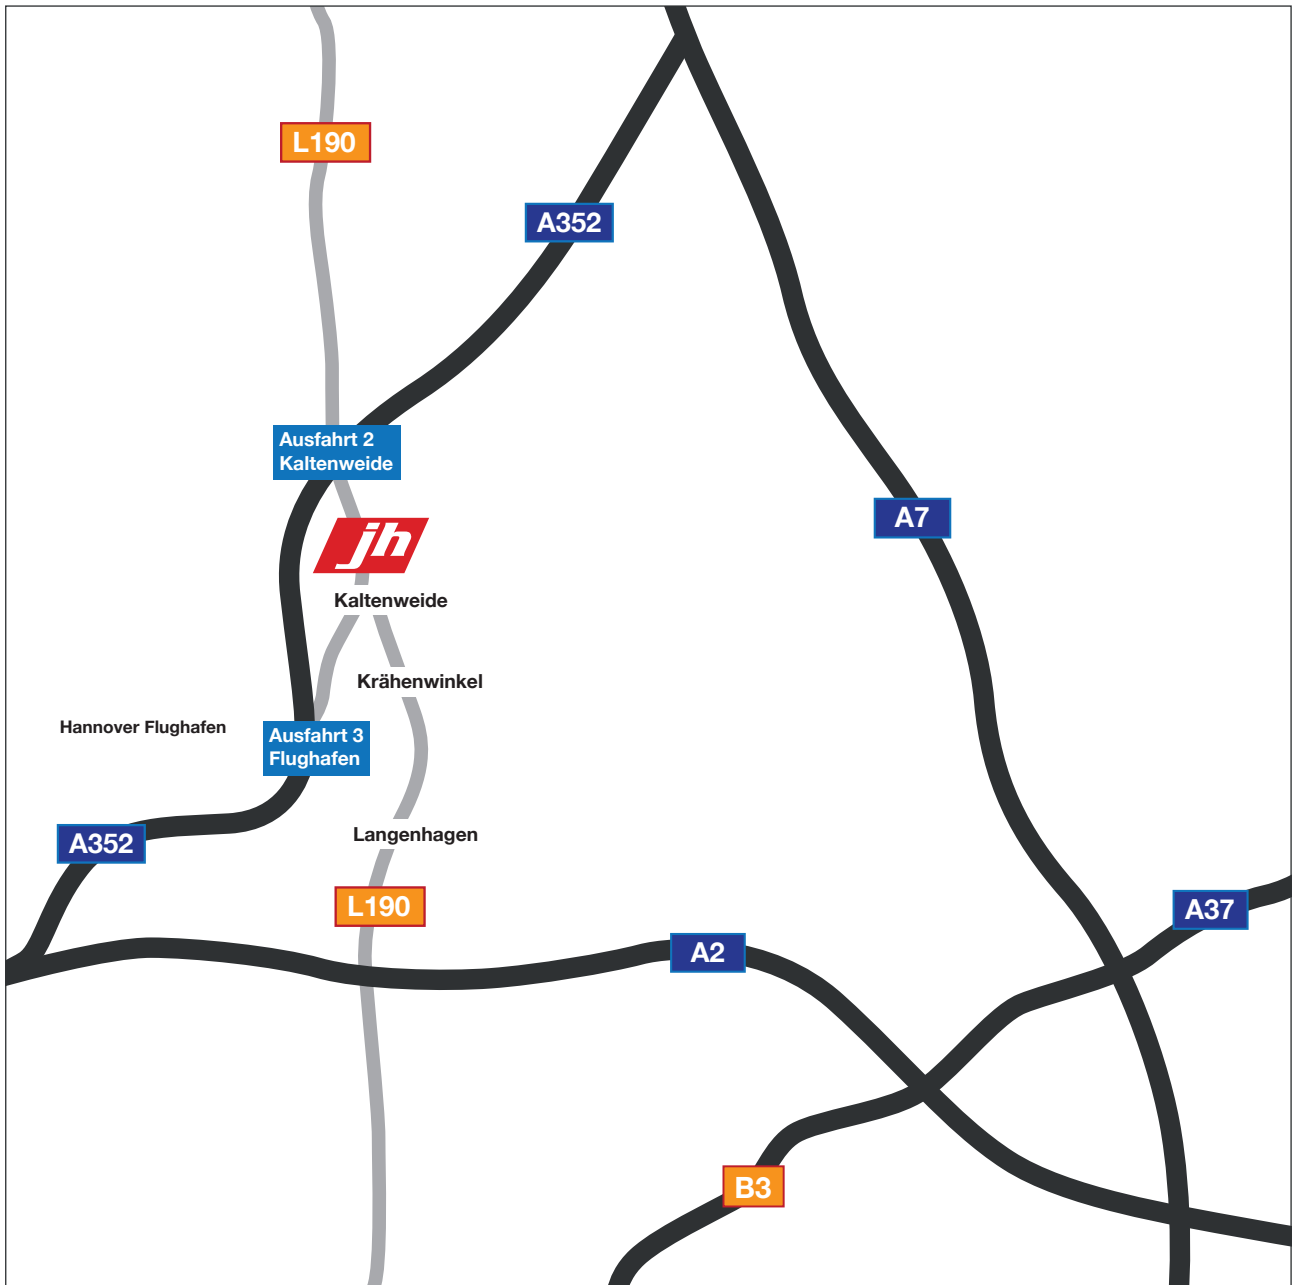 L190
A352
Ausfahrt 2
Kaltenweide
A7
jh
Kaltenweide
Krähenwinkel
Hannover Flughafen
Ausfahrt 3
Flughafen
A352
Langenhagen
L190
A37
A2
B3